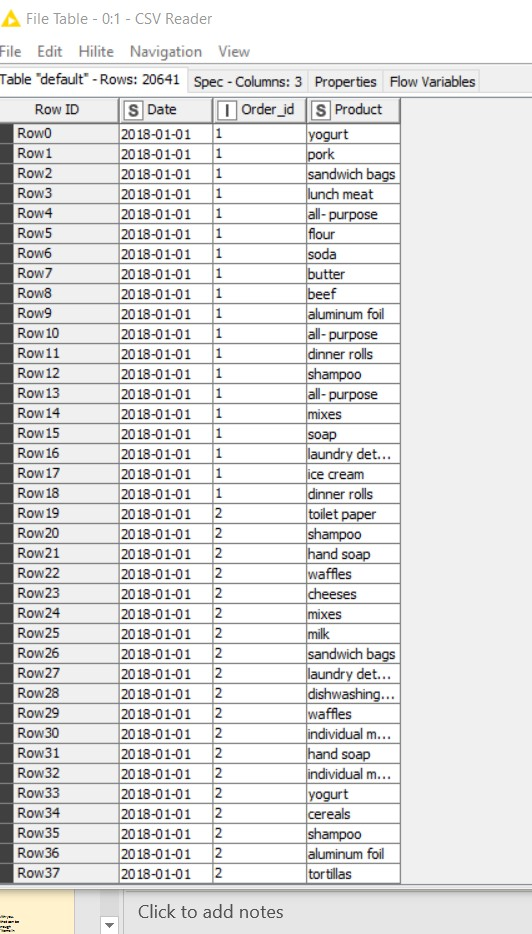 File Table - 0:1 - CSV Reader
File Edit Hilite Navigation View
Table "default" - Rows: 20641 Spec - Columns: 3 Properties Flow Variables
Row ID S Date I Order_id S Product
Row0 2018-01-01 1 yogurt
Row1 2018-01-01 1 pork
Row2 2018-01-01 1 sandwich bags
Row3 2018-01-01 1 lunch meat
Row4 2018-01-01 1 all- purpose
Row5 2018-01-01 1 flour
Row6 2018-01-01 1 soda
Row7 2018-01-01 1 butter
Row8 2018-01-01 1 beef
Row9 2018-01-01 1 aluminum foil
Row10 2018-01-01 1 all- purpose
Row11 2018-01-01 1 dinner rolls
Row12 2018-01-01 1 shampoo
Row13 2018-01-01 1 all- purpose
Row14 2018-01-01 1 mixes
Row15 2018-01-01 1 soap
Row16 2018-01-01 1 laundry det...
Row17 2018-01-01 1 ice cream
Row18 2018-01-01 1 dinner rolls
Row19 2018-01-01 2 toilet paper
Row20 2018-01-01 2 shampoo
Row21 2018-01-01 2 hand soap
Row22 2018-01-01 2 waffles
Row23 2018-01-01 2 cheeses
Row24 2018-01-01 2 mixes
Row25 2018-01-01 2 milk
Row26 2018-01-01 2 sandwich bags
Row27 2018-01-01 2 laundry det...
Row28 2018-01-01 2 dishwashing...
Row29 2018-01-01 2 waffles
Row30 2018-01-01 2 individual m...
Row31 2018-01-01 2 hand soap
Row32 2018-01-01 2 individual m...
Row33 2018-01-01 2 yogurt
Row34 2018-01-01 2 cereals
Row35 2018-01-01 2 shampoo
Row36 2018-01-01 2 aluminum foil
Row37 2018-01-01 2 tortillas
Click to add notes